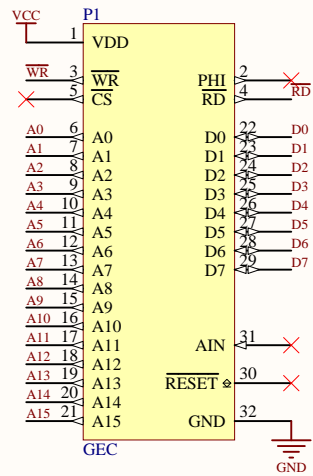 VCC P1
1 VDD
WR 3 WR PHI 2
5 CS RD 4 RD
A0 6 A0 D0 22 D0
A1 7 A1 D1 23 D1
A2 8 A2 D2 24 D2
A3 9 A3 D3 25 D3
A4 10 A4 D4 26 D4
A5 11 A5 D5 27 D5
A6 12 A6 D6 28 D6
A7 13 A7 D7 29 D7
A8 14 A8
A9 15 A9
A10 16 A10
A11 17 A11 AIN 31
A12 18 A12
A13 19 A13 RESET 30
A14 20 A14
A15 21 A15 GND 32
GEC
GND